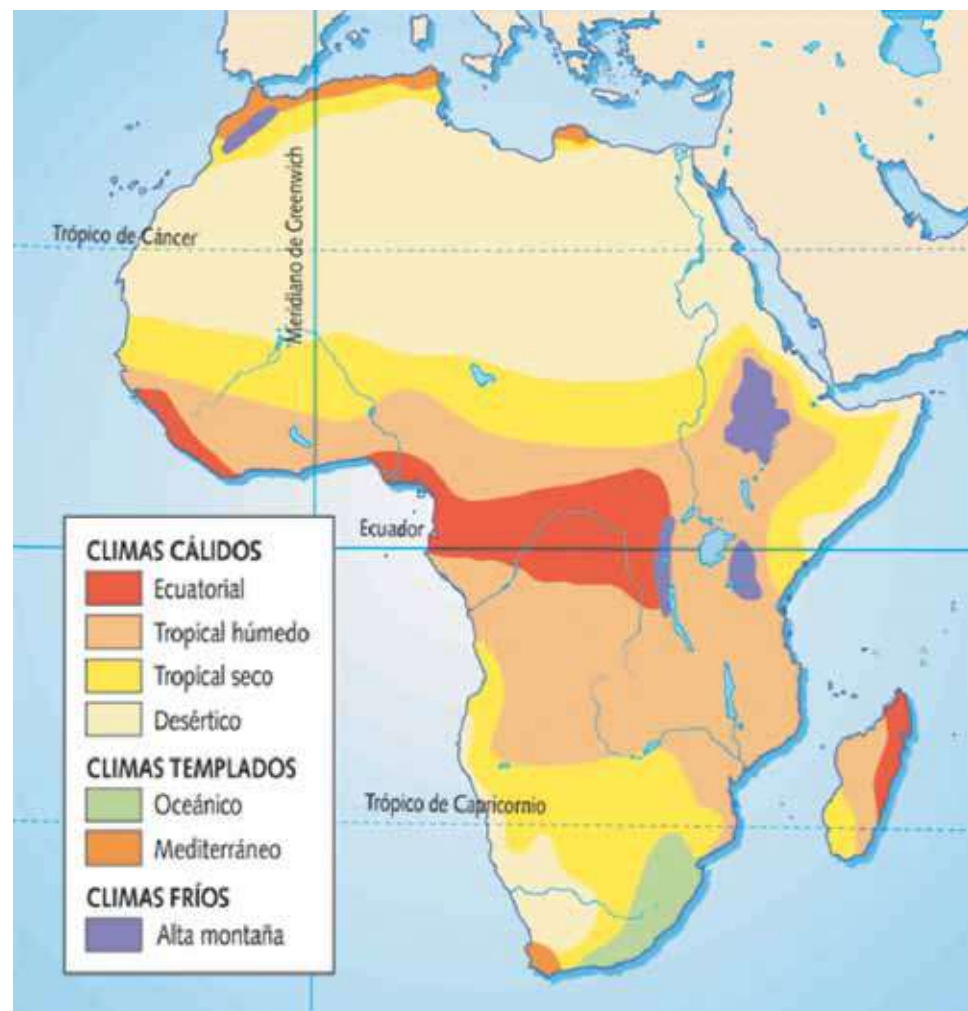 Trópico de Cáncer
Meridiano de Greenwich
Ecuador
CLIMAS CÁLIDOS
Ecuatorial
Tropical húmedo
Tropical seco
Desértico
CLIMAS TEMPLADOS
Oceánico
Mediterráneo
CLIMAS FRÍOS
Alta montaña
Trópico de Capricornio